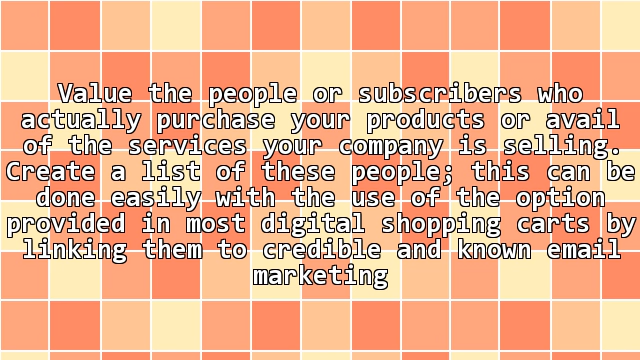 Value the people or subscribers who
actually purchase your products or avail
of the services your company is selling.
Create a list of these people; this can be
done easily with the use of the option
provided in most digital shopping carts by
linking them to credible and known email
marketing